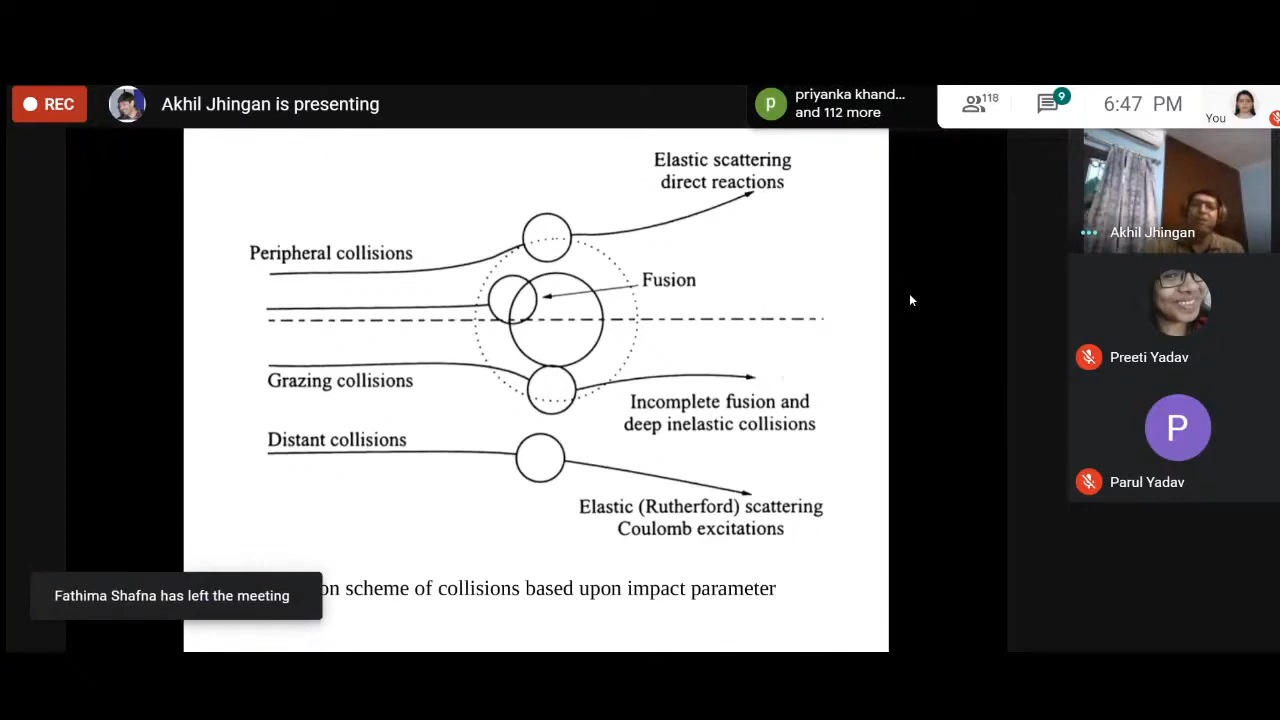 REC
Akhil Jhingan is presenting
p
priyanka khand...
and 112 more
118
9
6:47 PM
You
Elastic scattering
direct reactions
Peripheral collisions
Fusion
Grazing collisions
Incomplete fusion and
deep inelastic collisions
Distant collisions
Elastic (Rutherford) scattering
Coulomb excitations
on scheme of collisions based upon impact parameter
Fathima Shafna has left the meeting
Akhil Jhingan
Preeti Yadav
P
Parul Yadav